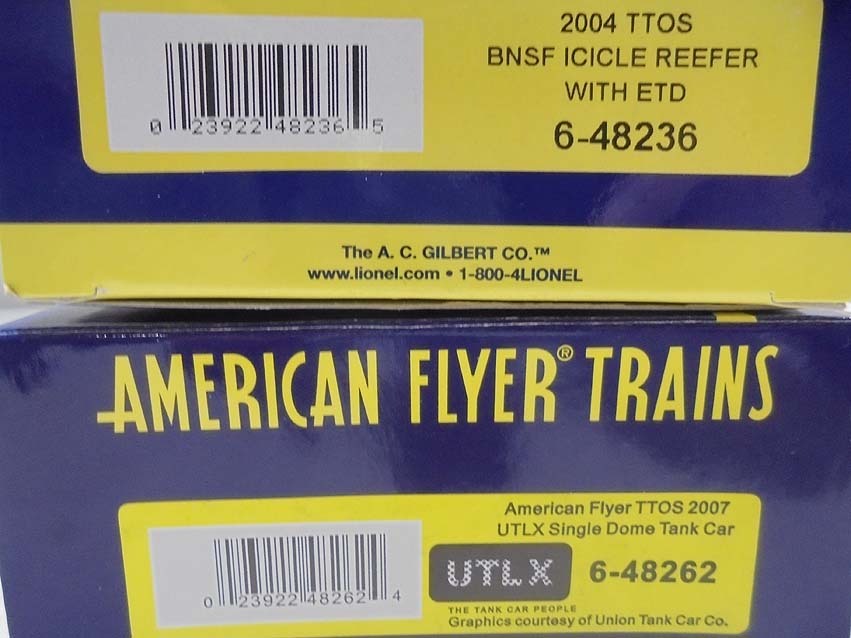 2004 TTOS
BNSF ICICLE REEFER
WITH ETD
6-48236
0 23922 48236 5
The A. C. GILBERT CO.™
www.lionel.com • 1-800-4LIONEL
AMERICAN FLYER® TRAINS
American Flyer TTOS 2007
UTLX Single Dome Tank Car
UTLX 6-48262
0 23922 48262 4
THE TANK CAR PEOPLE
Graphics courtesy of Union Tank Car Co.